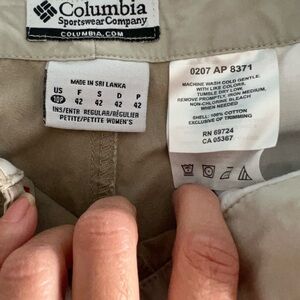 Columbia
Sportswear Company
COLUMBIA.COM
MADE IN SRI LANKA
US F S D P
10P 42 42 42 42
INS/ENTR REGULAR/RÉGULIER
PETITE/PETITE WOMEN'S
0207 AP 8371
MACHINE WASH COLD GENTLE
WITH LIKE COLORS.
TUMBLE DRY LOW.
REMOVE PROMPTLY. IRON MEDIUM,
NON-CHLORINE BLEACH
WHEN NEEDED
SHELL: 100% COTTON
EXCLUSIVE OF TRIMMING
RN 69724
CA 05367